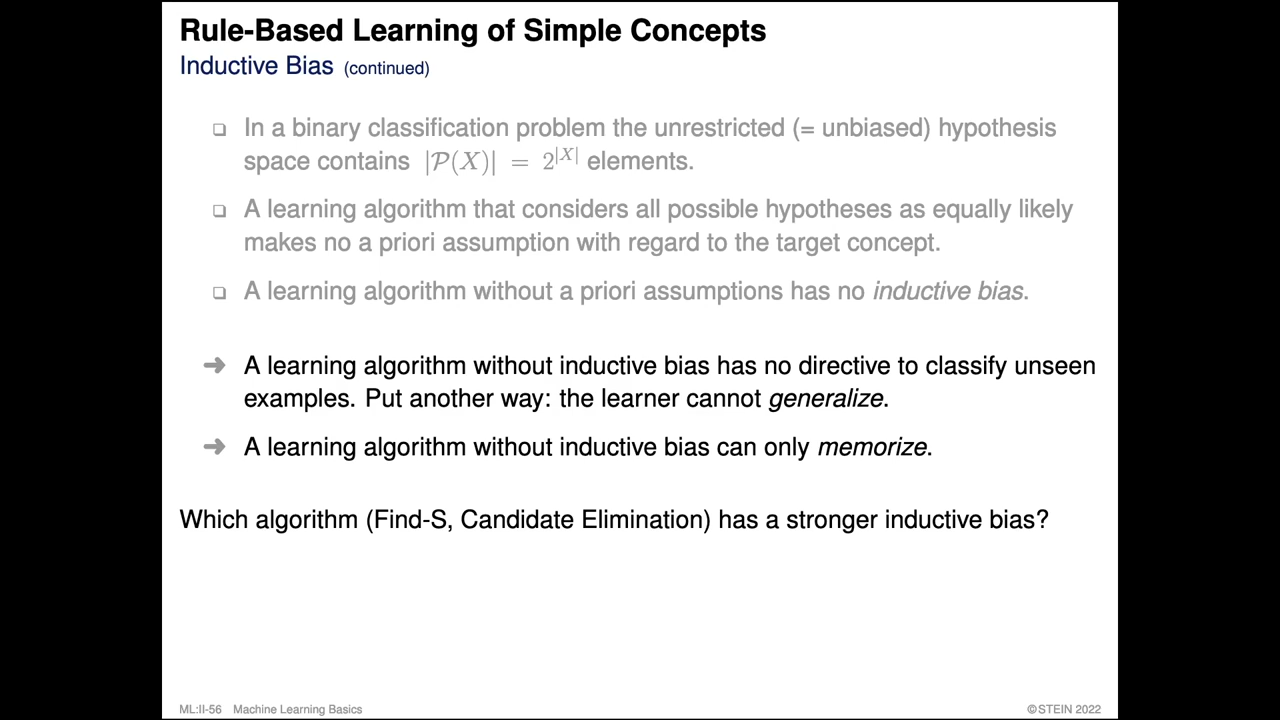 Rule-Based Learning of Simple Concepts
Inductive Bias (continued)
❑ In a binary classification problem the unrestricted (= unbiased) hypothesis
space contains |𝒫(X)| = 2^|X| elements.
❑ A learning algorithm that considers all possible hypotheses as equally likely
makes no a priori assumption with regard to the target concept.
❑ A learning algorithm without a priori assumptions has no inductive bias.
➜ A learning algorithm without inductive bias has no directive to classify unseen
examples. Put another way: the learner cannot generalize.
➜ A learning algorithm without inductive bias can only memorize.
Which algorithm (Find-S, Candidate Elimination) has a stronger inductive bias?
ML:II-56 Machine Learning Basics ©STEIN 2022